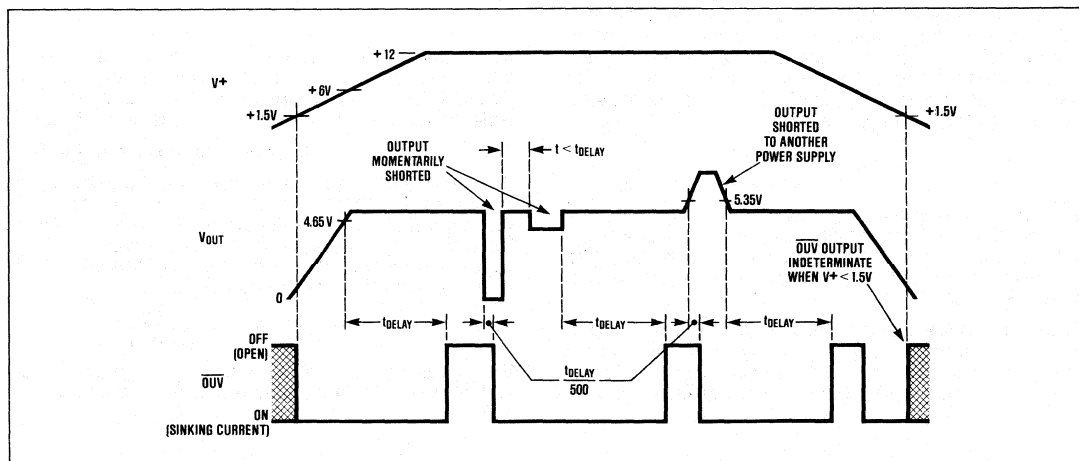 +12
V+
+6V
+1.5V
+1.5V
OUTPUT
MOMENTARILY
SHORTED
t < tDELAY
OUTPUT
SHORTED
TO ANOTHER
POWER SUPPLY
5.35V
4.65V
VOUT
OUV OUTPUT
INDETERMINATE
WHEN V+ < 1.5V
0
tDELAY
tDELAY
tDELAY
OFF
(OPEN)
tDELAY
500
OUV
ON
(SINKING CURRENT)